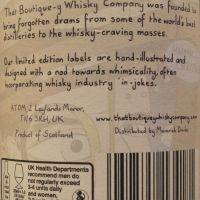 That Boutique-y Whisky Company was founded to
bring forgotten drams from some of the world's best
distilleries to the whisky-craving masses.
Our limited edition labels are hand-illustrated and
designed with a nod towards whimsicality, often
incorporating whisky industry in-jokes.
ATOM, 2 Leylands Manor,
TN6 3RH, UK
Product of Scotland
www.thatboutiqueywhiskycompany.com
Distributed by Maverick Drinks
UK Health Departments
recommend men do
not regularly exceed
3-4 units daily
and women,